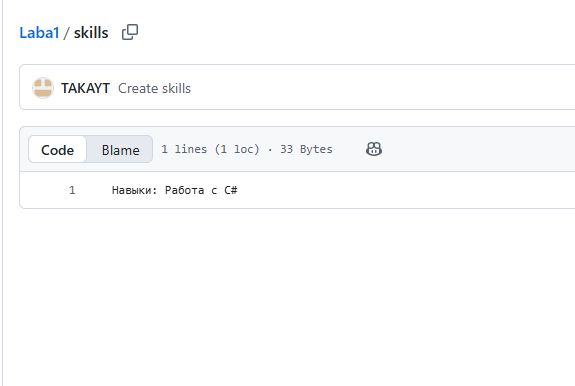 Laba1 / skills
TAKAYT Create skills
Code Blame 1 lines (1 loc) · 33 Bytes
1 Навыки: Работа с C#